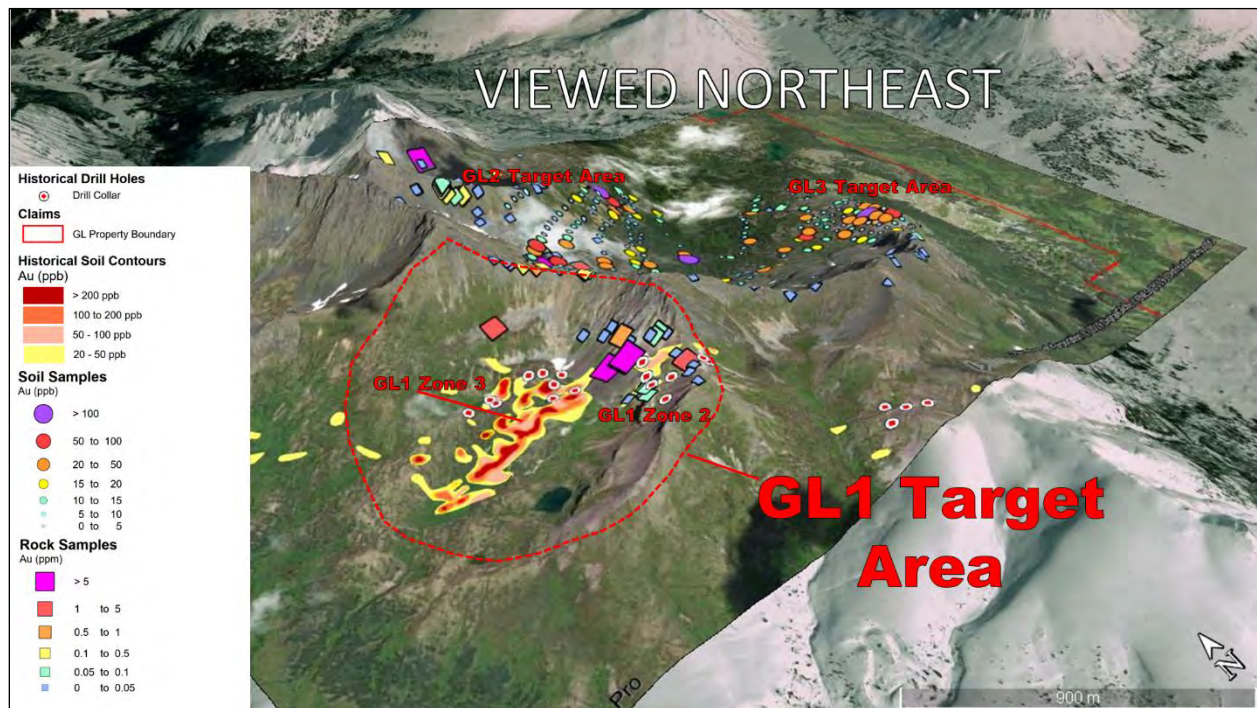 VIEWED NORTHEAST
GL2 Target Area
GL3 Target Area
GL1 Zone 3
GL1 Zone 2
GL1 Target
Area
Historical Drill Holes
Drill Collar
Claims
GL Property Boundary
Historical Soil Contours
Au (ppb)
> 200 ppb
100 to 200 ppb
50 - 100 ppb
20 - 50 ppb
Soil Samples
Au (ppb)
> 100
50 to 100
20 to 50
15 to 20
10 to 15
5 to 10
0 to 5
Rock Samples
Au (ppm)
> 5
1 to 5
0.5 to 1
0.1 to 0.5
0.05 to 0.1
0 to 0.05
Pro
N
900 m